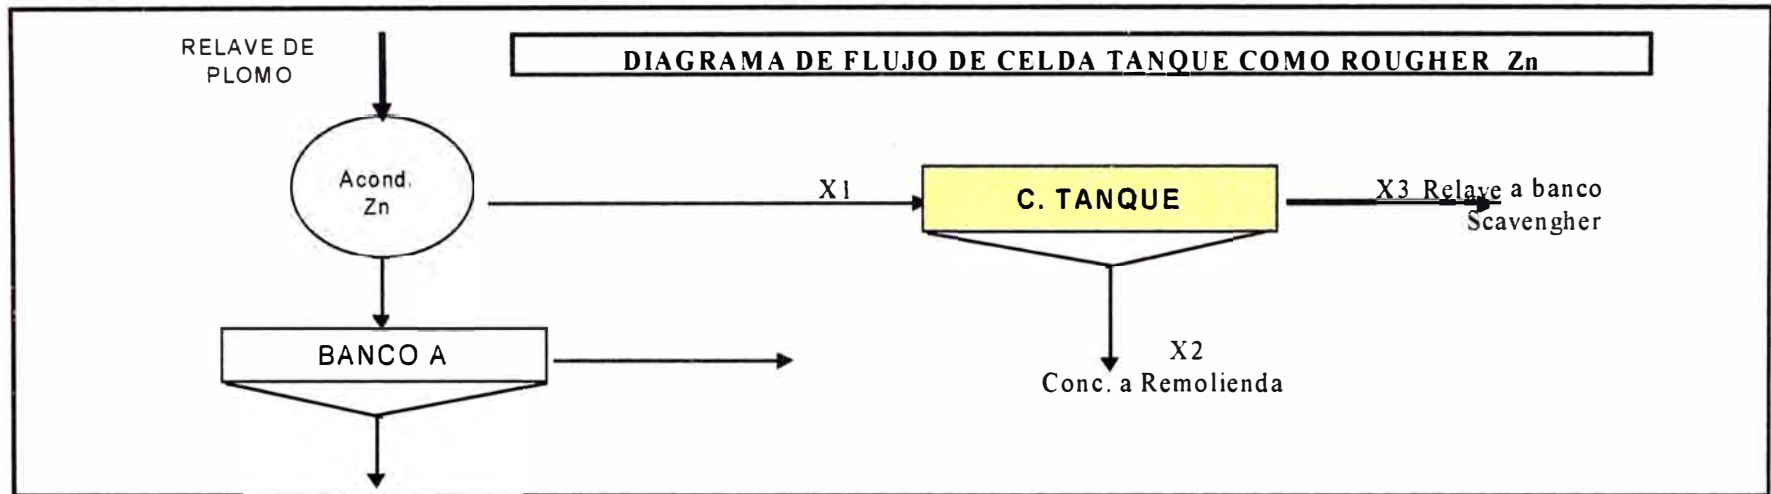 RELAVE DE
PLOMO
DIAGRAMA DE FLUJO DE CELDA TANQUE COMO ROUGHER Zn
Acond.
Zn
X1
C. TANQUE
X3 Relave a banco
Scavengher
BANCO A
X2
Conc. a Remolienda